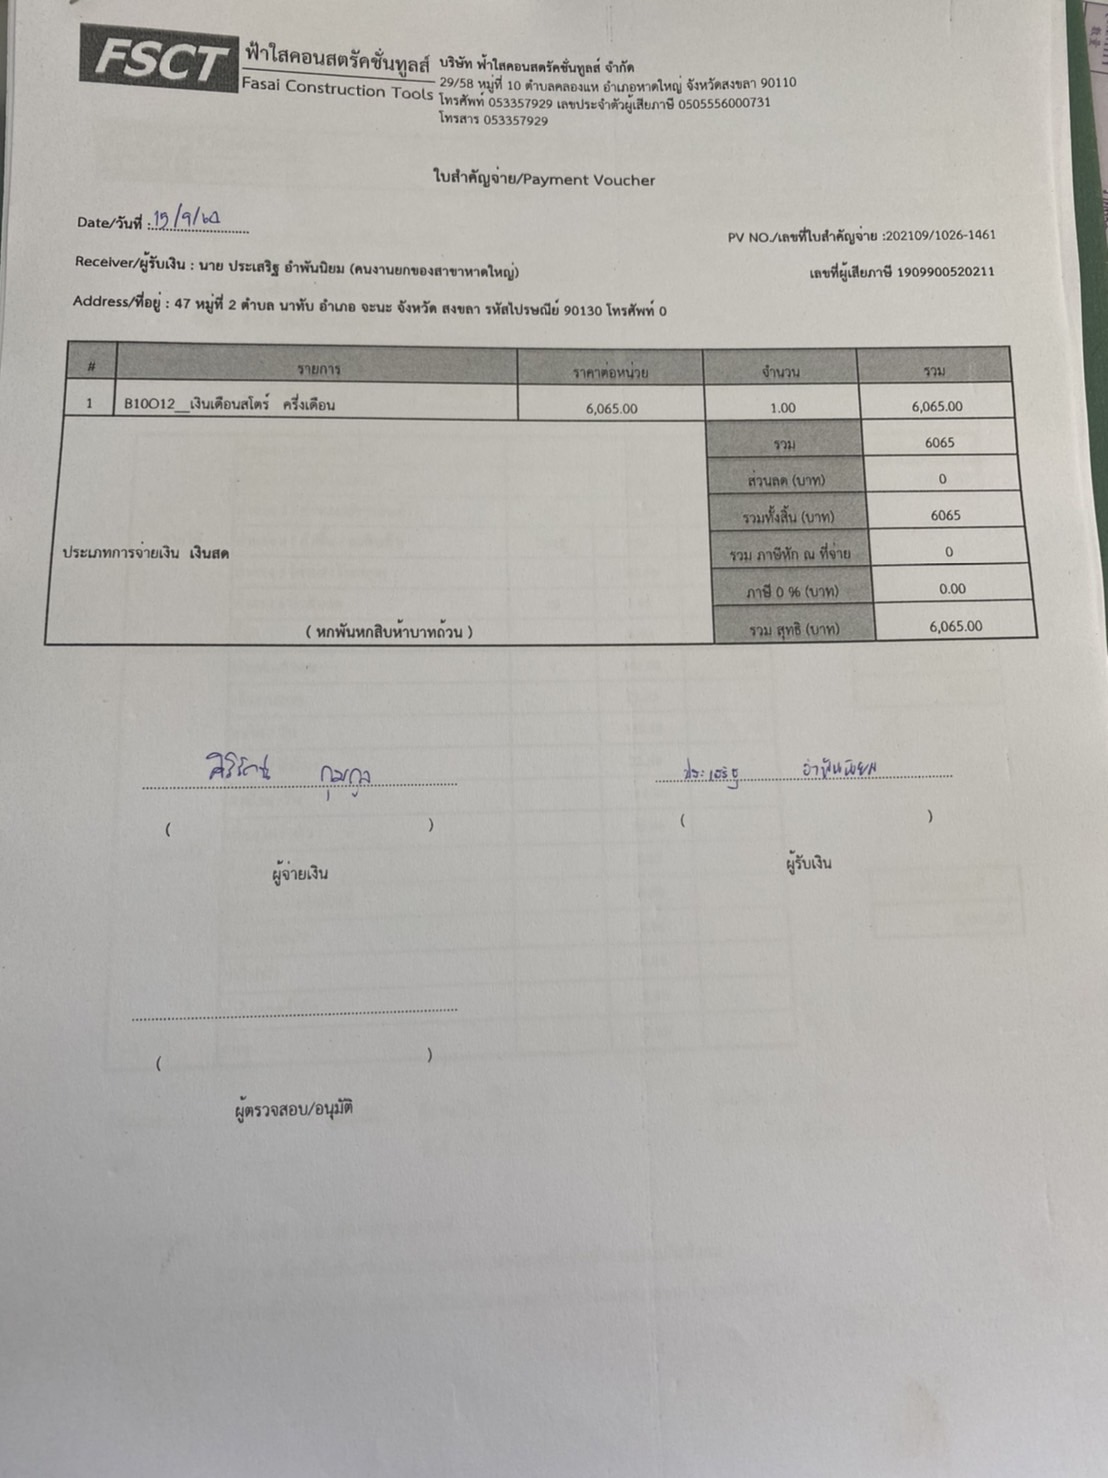 FSCT
ฟ้าใสคอนสตรัคชั่นทูลส์
Fasai Construction Tools
บริษัท ฟ้าใสคอนสตรัคชั่นทูลส์ จำกัด
29/58 หมู่ที่ 10 ตำบลคลองแห อำเภอหาดใหญ่ จังหวัดสงขลา 90110
โทรศัพท์ 053357929 เลขประจำตัวผู้เสียภาษี 0505556000731
โทรสาร 053357929
ใบสำคัญจ่าย/Payment Voucher
Date/วันที่ : 15/9/64
PV NO./เลขที่ใบสำคัญจ่าย :202109/1026-1461
Receiver/ผู้รับเงิน : นาย ประเสริฐ อำพันนิยม (คนงานยกของสาขาหาดใหญ่)
เลขที่ผู้เสียภาษี 1909900520211
Address/ที่อยู่ : 47 หมู่ที่ 2 ตำบล นาทับ อำเภอ จะนะ จังหวัด สงขลา รหัสไปรษณีย์ 90130 โทรศัพท์ 0
# รายการ ราคาต่อหน่วย จำนวน รวม
1 B10O12__เงินเดือนสโตร์ ครึ่งเดือน 6,065.00 1.00 6,065.00
รวม 6065
ส่วนลด (บาท) 0
รวมทั้งสิ้น (บาท) 6065
ประเภทการจ่ายเงิน เงินสด
รวม ภาษีหัก ณ ที่จ่าย 0
ภาษี 0 % (บาท) 0.00
( หกพันหกสิบห้าบาทถ้วน )
รวม สุทธิ (บาท) 6,065.00
ประเสริฐ อำพันนิยม
( ) ( )
ผู้จ่ายเงิน ผู้รับเงิน
( )
ผู้ตรวจสอบ/อนุมัติ